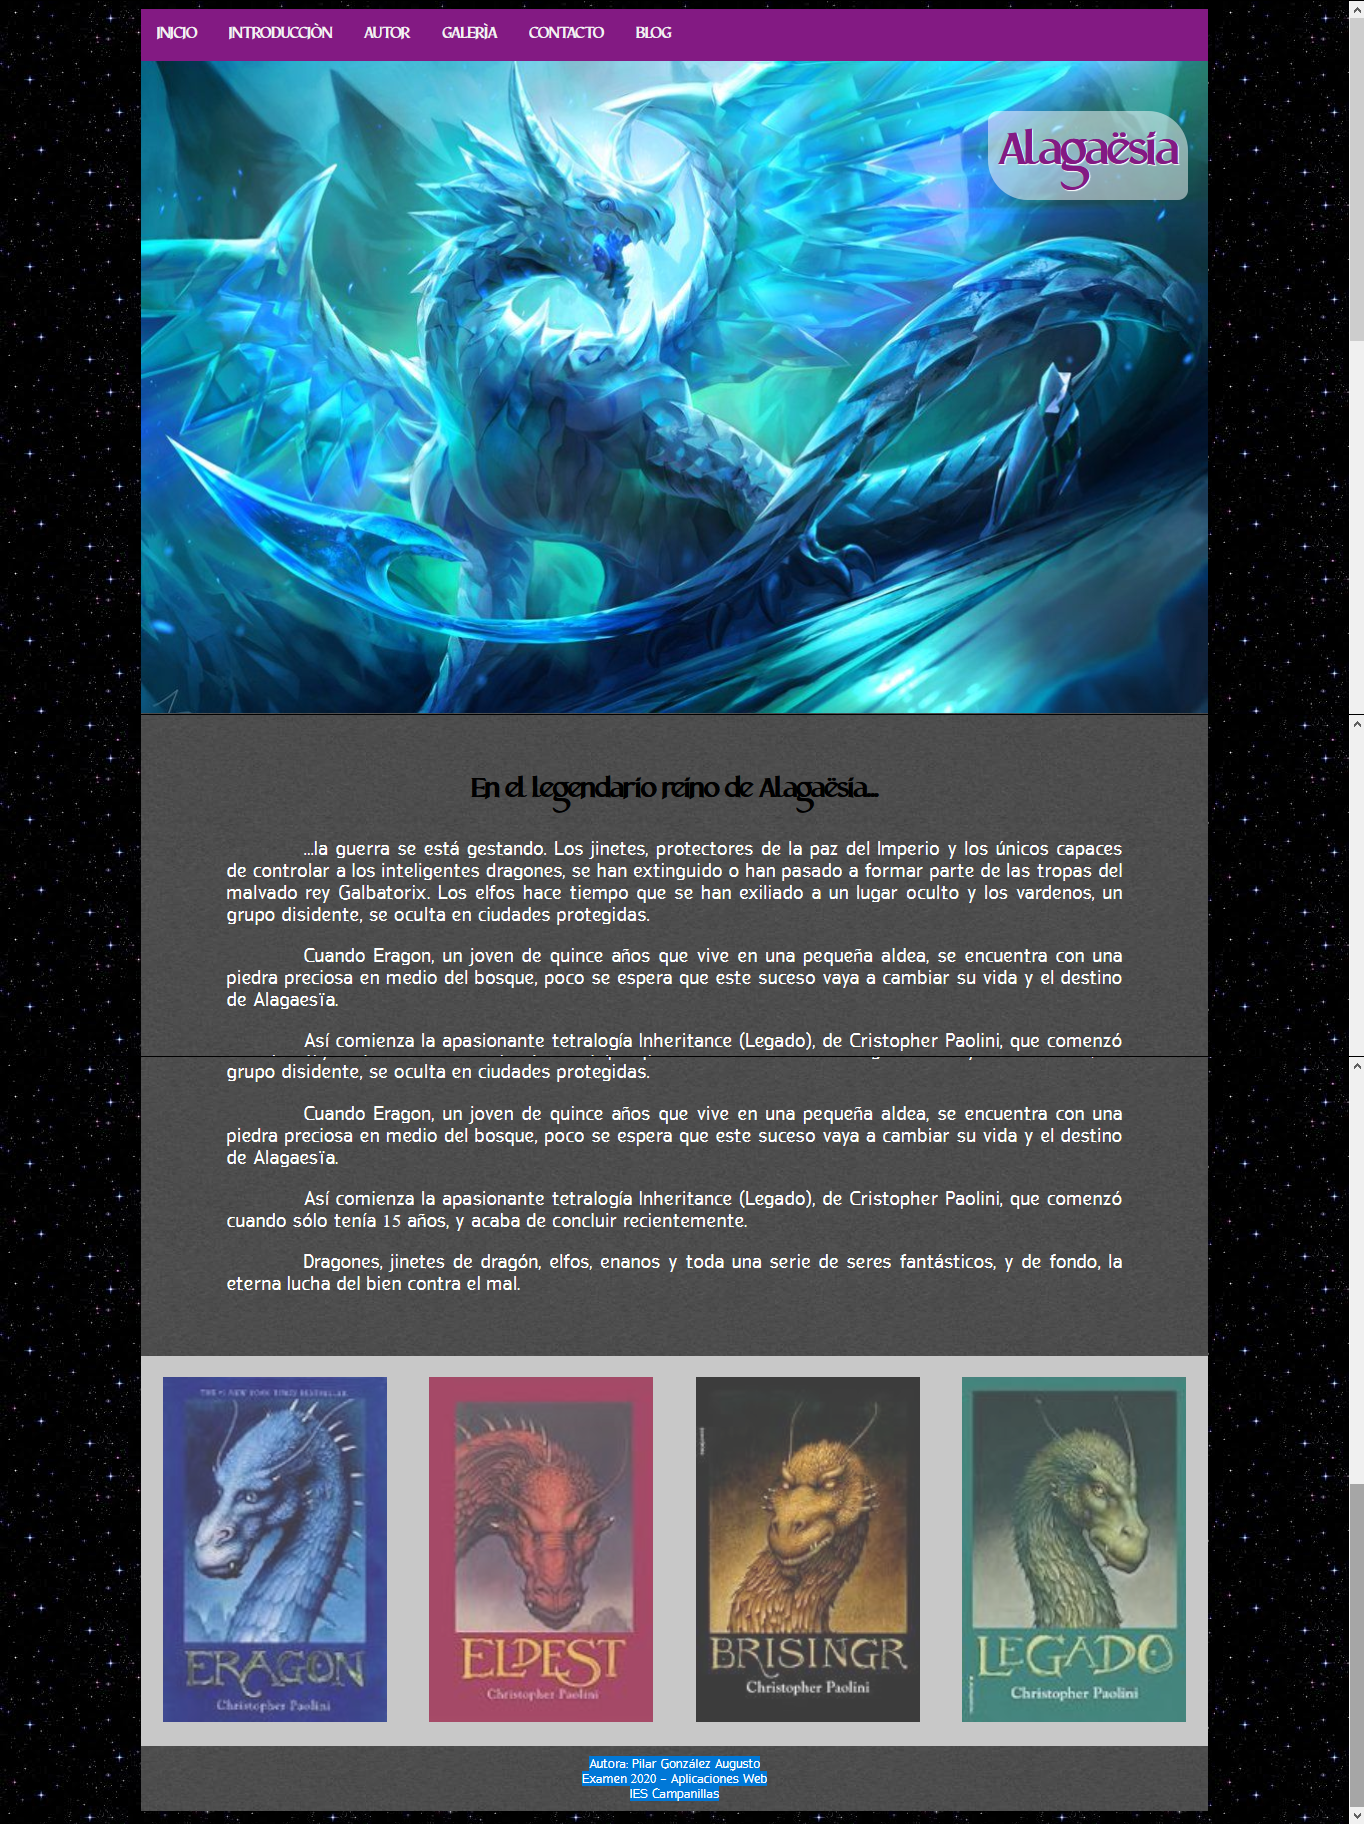 INICIO INTRODUCCIÒN AUTOR GALERÌA CONTACTO BLOG
Alagaësía
En el legendario reino de Alagaësía...
...la guerra se está gestando. Los jinetes, protectores de la paz del Imperio y los únicos capaces
de controlar a los inteligentes dragones, se han extinguido o han pasado a formar parte de las tropas del
malvado rey Galbatorix. Los elfos hace tiempo que se han exiliado a un lugar oculto y los vardenos, un
grupo disidente, se oculta en ciudades protegidas.
Cuando Eragon, un joven de quince años que vive en una pequeña aldea, se encuentra con una
piedra preciosa en medio del bosque, poco se espera que este suceso vaya a cambiar su vida y el destino
de Alagaesïa.
Así comienza la apasionante tetralogía Inheritance (Legado), de Cristopher Paolini, que comenzó
grupo disidente, se oculta en ciudades protegidas.
Cuando Eragon, un joven de quince años que vive en una pequeña aldea, se encuentra con una
piedra preciosa en medio del bosque, poco se espera que este suceso vaya a cambiar su vida y el destino
de Alagaesïa.
Así comienza la apasionante tetralogía Inheritance (Legado), de Cristopher Paolini, que comenzó
cuando sólo tenía 15 años, y acaba de concluir recientemente.
Dragones, jinetes de dragón, elfos, enanos y toda una serie de seres fantásticos, y de fondo, la
eterna lucha del bien contra el mal.
THE #1 NEW YORK TIMES BESTSELLER
ERAGON
Christopher Paolini
ELDEST
Christopher Paolini
BRISINGR
Christopher Paolini
LEGADO
Christopher Paolini
Autora: Pilar González Augusto
Examen 2020 – Aplicaciones Web
IES Campanillas